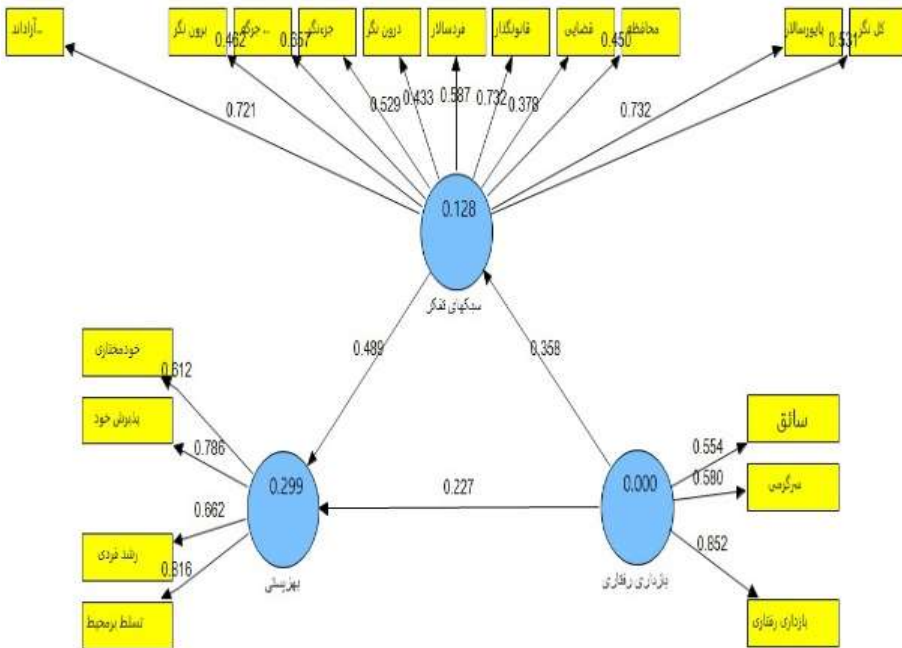 آزاداند...
برون نگر
جرگه ...
جزءنگر
درون نگر
فردسالار
قانونگذار
قضایی
محافظه
پایورسالار
کل نگر
0.462
0.657
0.450
0.531
0.721
0.529
0.433
0.587
0.732
0.378
0.732
0.128
سبکهای تفکر
0.489
0.358
خودمختاری
0.612
پذیرش خود
0.786
0.299
0.227
0.000
0.554
سائق
0.580
سرگرمی
0.662
رشد فردی
0.816
بهزیستی
بازداری رفتاری
0.852
تسلط برمحیط
بازداری رفتاری